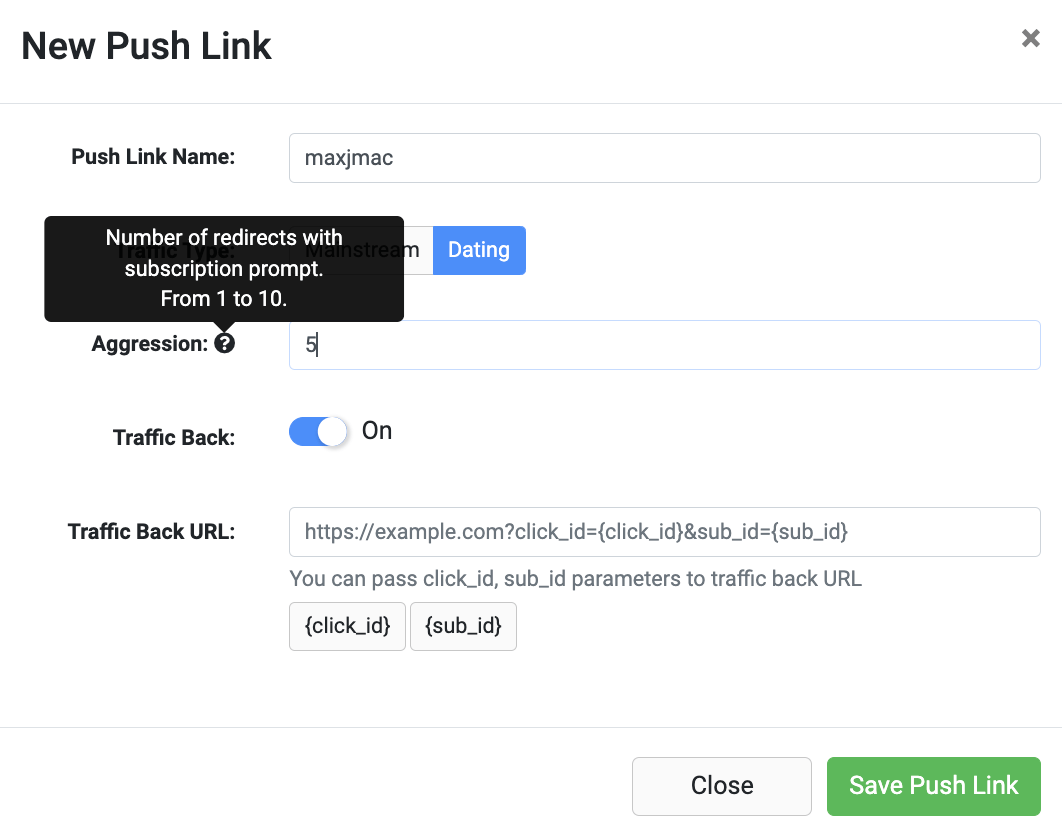 New Push Link
×
Push Link Name:
maxjmac
Number of redirects with
subscription prompt.
From 1 to 10.
Traffic Type:
Mainstream
Dating
Aggression: ?
5
Traffic Back:
On
Traffic Back URL:
https://example.com?click_id={click_id}&sub_id={sub_id}
You can pass click_id, sub_id parameters to traffic back URL
{click_id}
{sub_id}
Close
Save Push Link